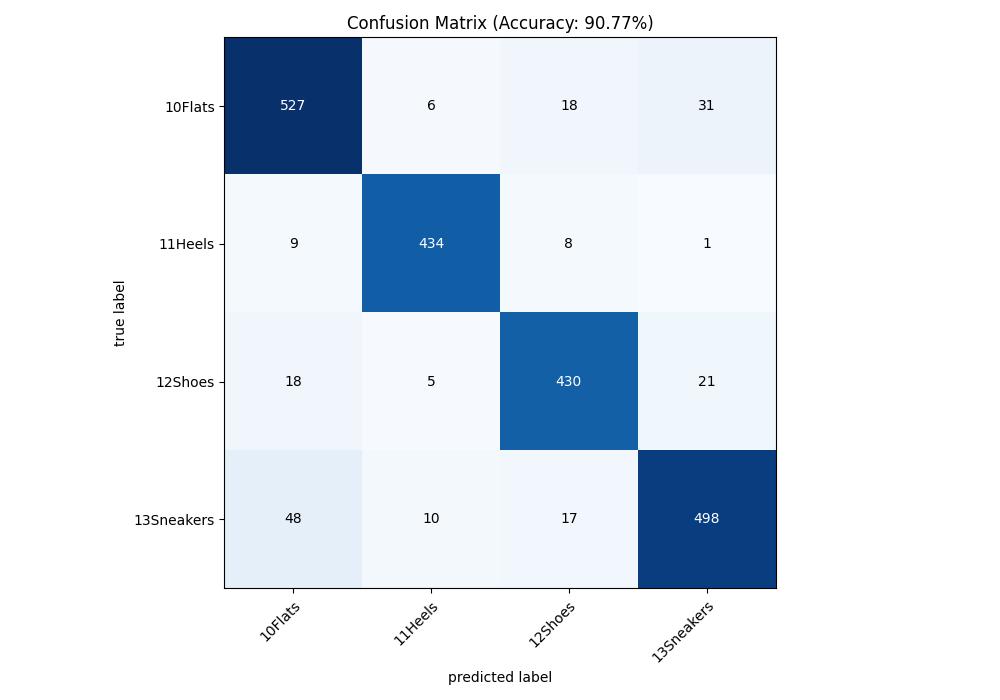 Confusion Matrix (Accuracy: 90.77%)
10Flats 527 6 18 31
11Heels 9 434 8 1
true label
12Shoes 18 5 430 21
13Sneakers 48 10 17 498
10Flats 11Heels 12Shoes 13Sneakers
predicted label